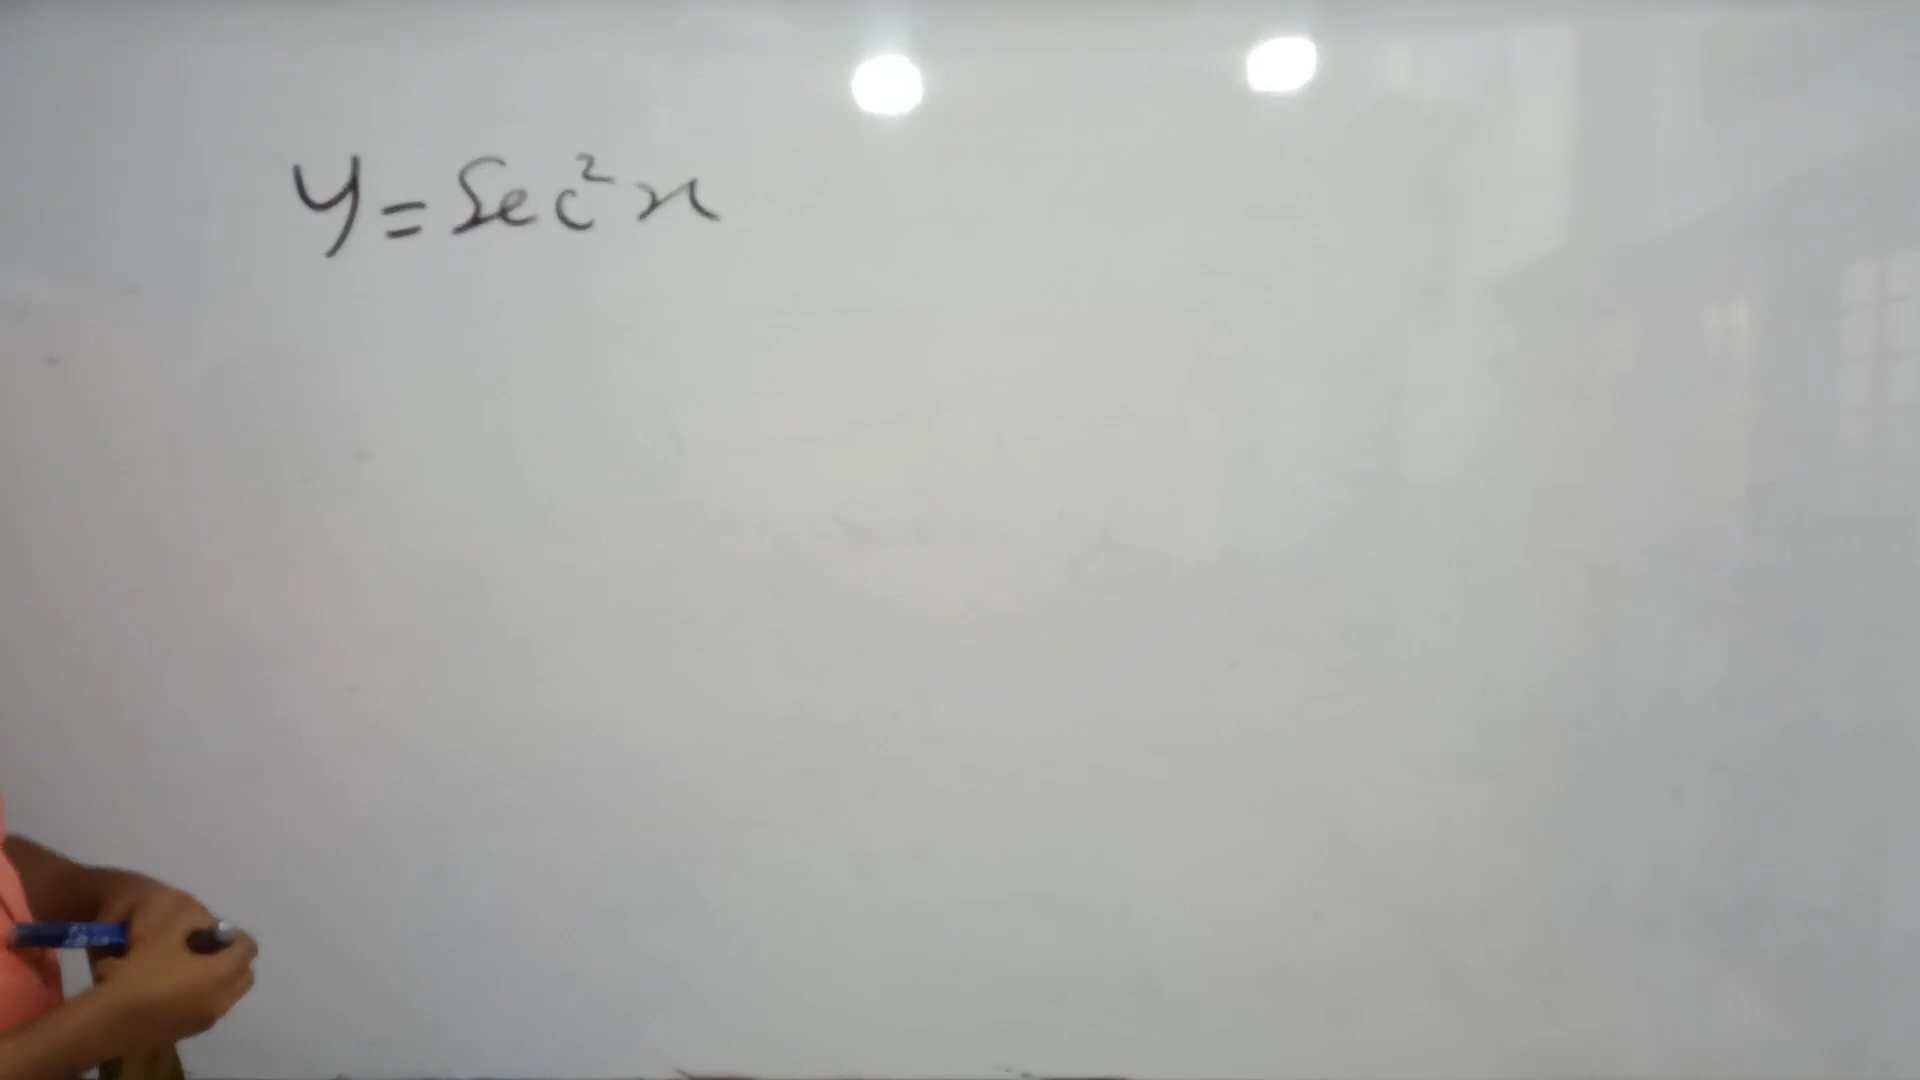 y = Sec²x